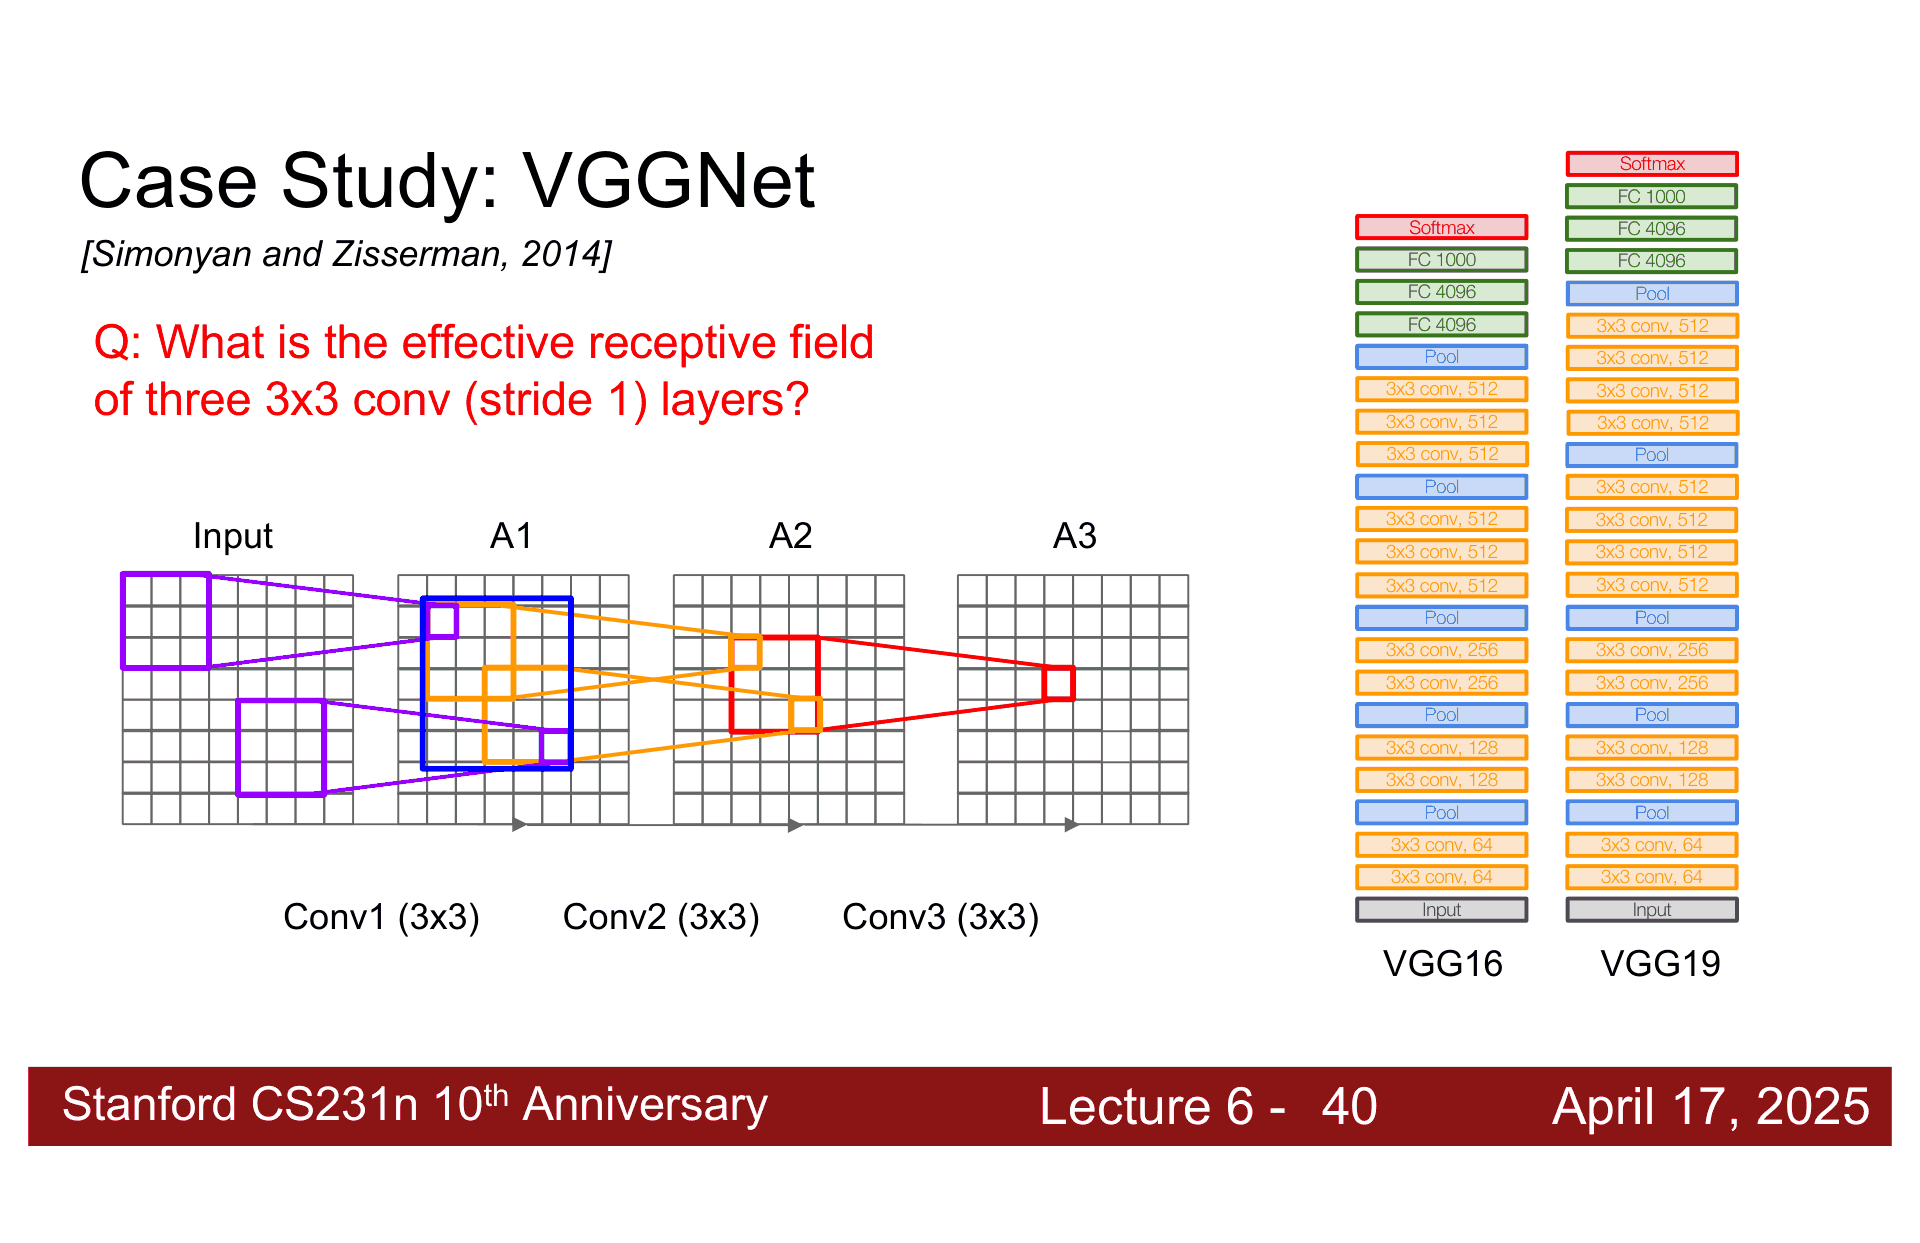 Case Study: VGGNet
[Simonyan and Zisserman, 2014]
Q: What is the effective receptive field
of three 3x3 conv (stride 1) layers?
Input
A1
A2
A3
Conv1 (3x3)
Conv2 (3x3)
Conv3 (3x3)
Softmax
FC 1000
FC 4096
FC 4096
Pool
3x3 conv, 512
3x3 conv, 512
3x3 conv, 512
Pool
3x3 conv, 512
3x3 conv, 512
3x3 conv, 512
Pool
3x3 conv, 256
3x3 conv, 256
Pool
3x3 conv, 128
3x3 conv, 128
Pool
3x3 conv, 64
3x3 conv, 64
Input
VGG16
Softmax
FC 1000
FC 4096
FC 4096
Pool
3x3 conv, 512
3x3 conv, 512
3x3 conv, 512
3x3 conv, 512
Pool
3x3 conv, 512
3x3 conv, 512
3x3 conv, 512
3x3 conv, 512
Pool
3x3 conv, 256
3x3 conv, 256
Pool
3x3 conv, 128
3x3 conv, 128
Pool
3x3 conv, 64
3x3 conv, 64
Input
VGG19
Stanford CS231n 10th Anniversary
Lecture 6 - 40
April 17, 2025